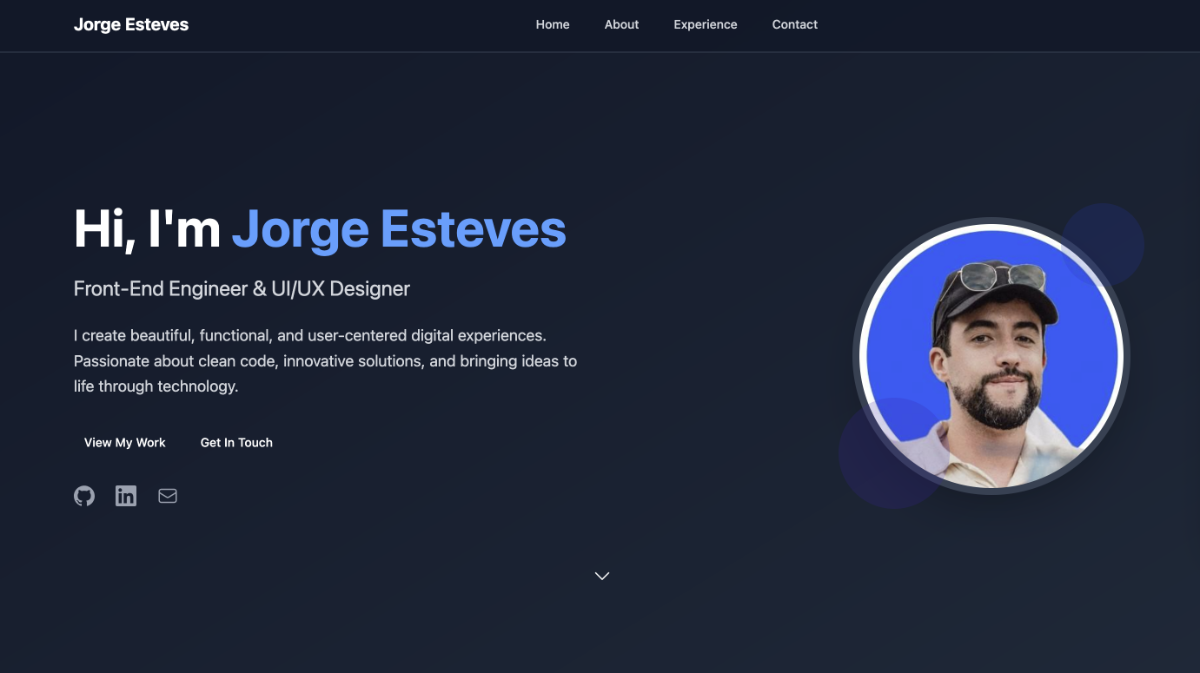 Jorge Esteves
Home About Experience Contact
Hi, I'm Jorge Esteves
Front-End Engineer & UI/UX Designer
I create beautiful, functional, and user-centered digital experiences.
Passionate about clean code, innovative solutions, and bringing ideas to
life through technology.
View My Work Get In Touch
in